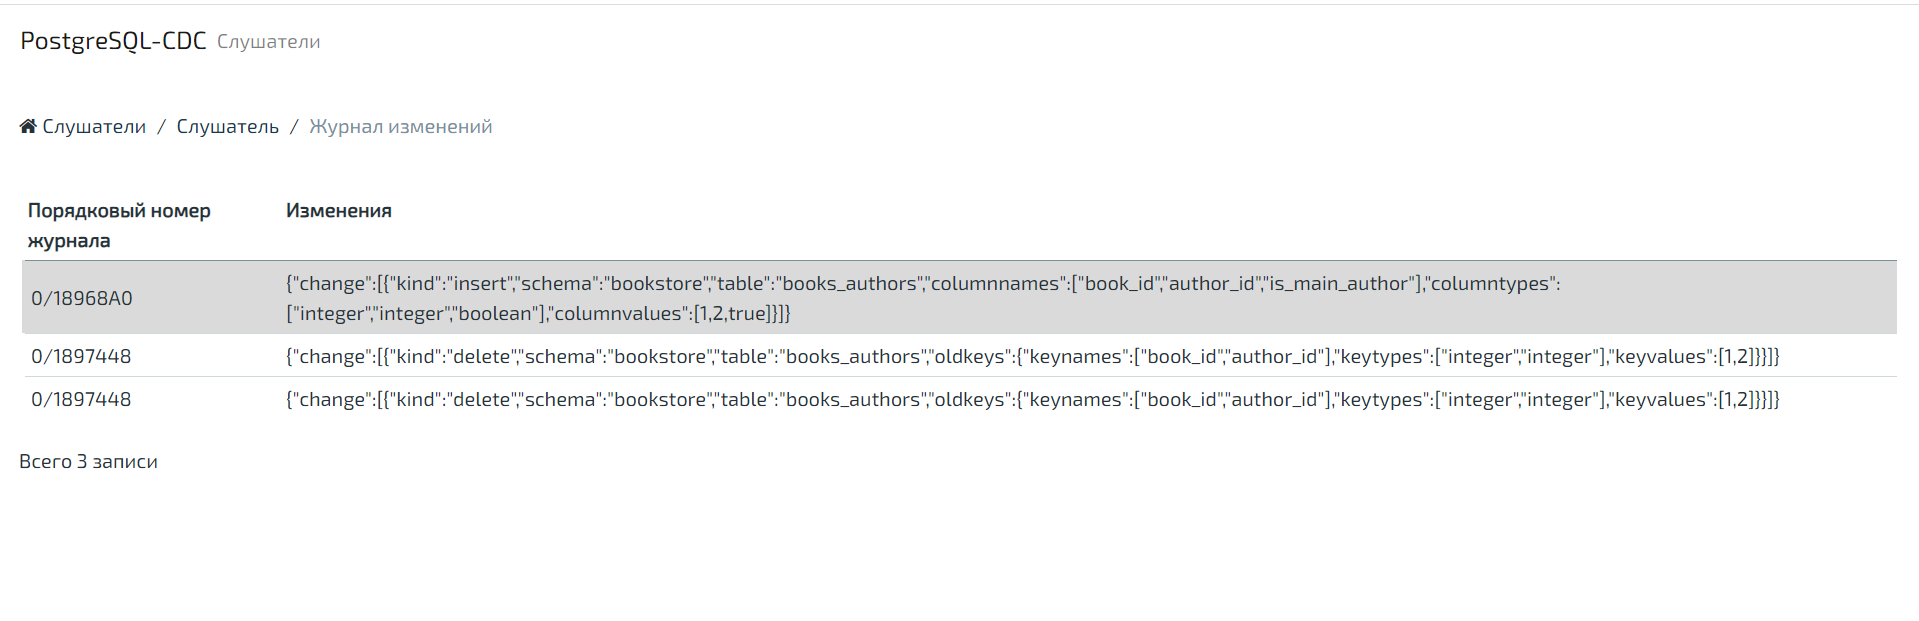 PostgreSQL-CDC Слушатели
Слушатели / Слушатель / Журнал изменений
Порядковый номер журнала
Изменения
0/18968A0
{"change":[{"kind":"insert","schema":"bookstore","table":"books_authors","columnnames":["book_id","author_id","is_main_author"],"columntypes":
["integer","integer","boolean"],"columnvalues":[1,2,true]}]}
0/1897448
{"change":[{"kind":"delete","schema":"bookstore","table":"books_authors","oldkeys":{"keynames":["book_id","author_id"],"keytypes":["integer","integer"],"keyvalues":[1,2]}}]}
0/1897448
{"change":[{"kind":"delete","schema":"bookstore","table":"books_authors","oldkeys":{"keynames":["book_id","author_id"],"keytypes":["integer","integer"],"keyvalues":[1,2]}}]}
Всего 3 записи